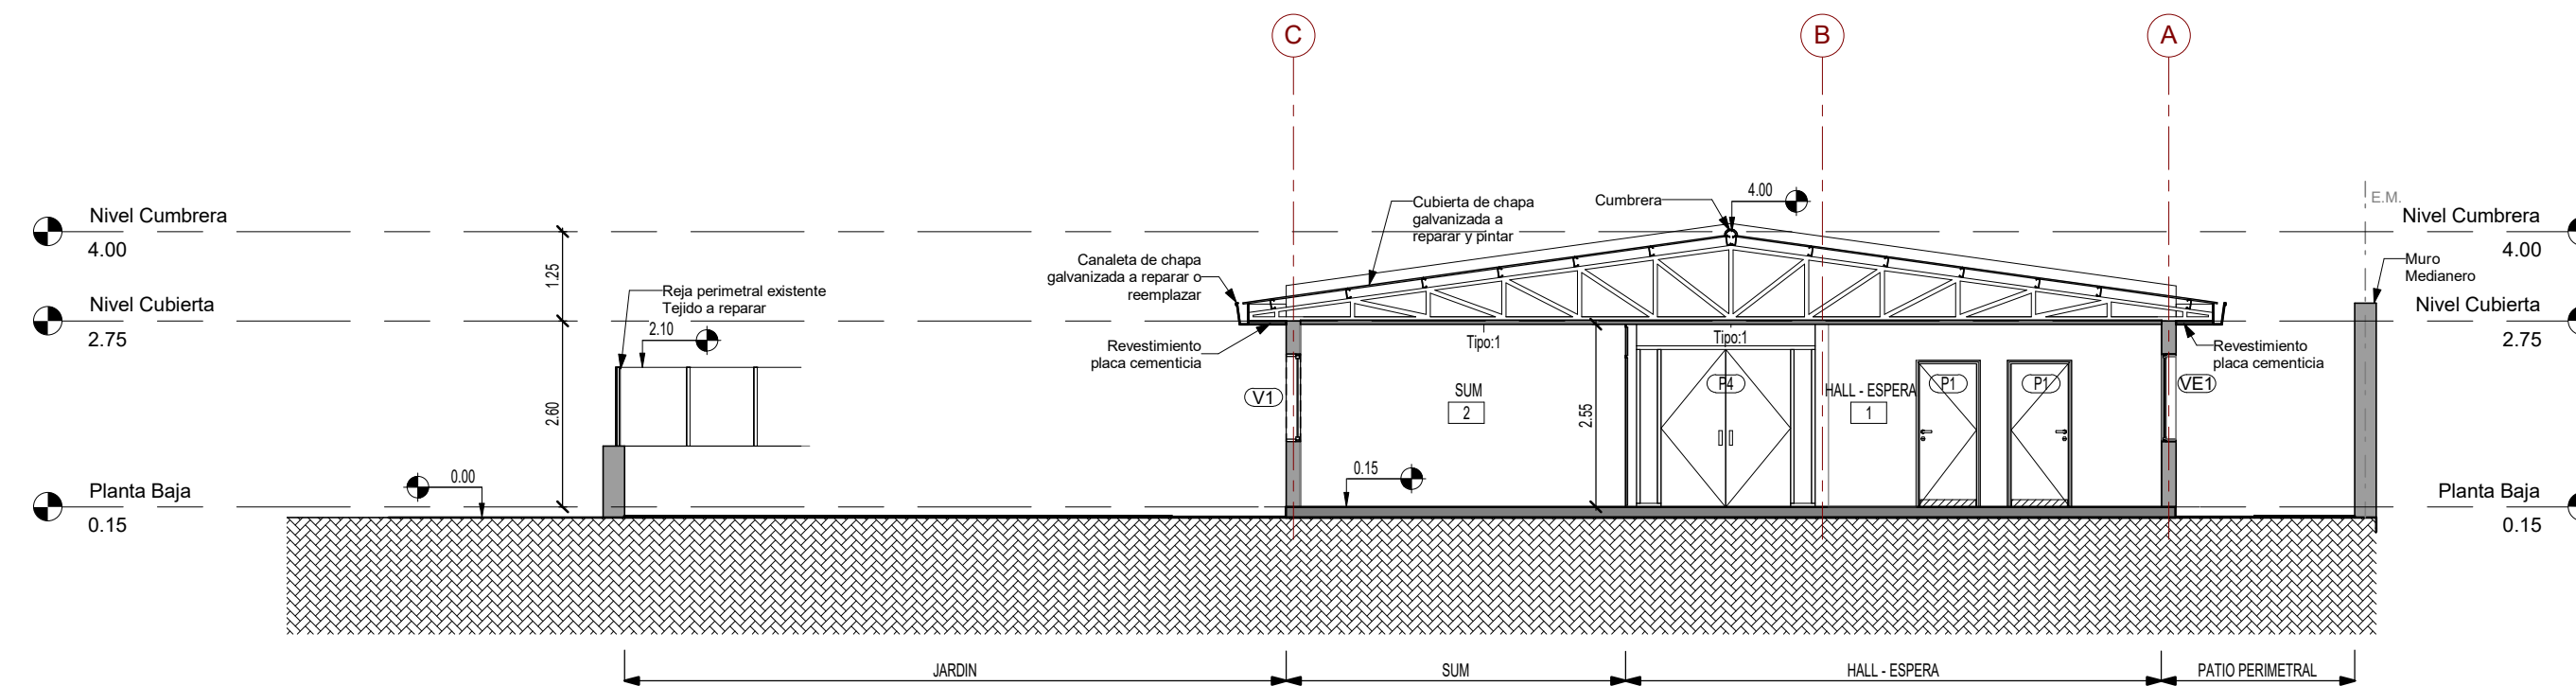 C
B
A
Nivel Cumbrera
4.00
Nivel Cubierta
2.75
Planta Baja
0.15
1.25
2.60
0.00
Reja perimetral existente
Tejido a reparar
2.10
Canaleta de chapa
galvanizada a reparar o
reemplazar
Revestimiento
placa cementicia
Cubierta de chapa
galvanizada a
reparar y pintar
Cumbrera
4.00
V1
Tipo:1
SUM
2
0.15
2.55
Tipo:1
P4
HALL - ESPERA
1
P1
P1
VE1
Revestimiento
placa cementicia
E.M.
Muro
Medianero
Nivel Cumbrera
4.00
Nivel Cubierta
2.75
Planta Baja
0.15
JARDIN
SUM
HALL - ESPERA
PATIO PERIMETRAL